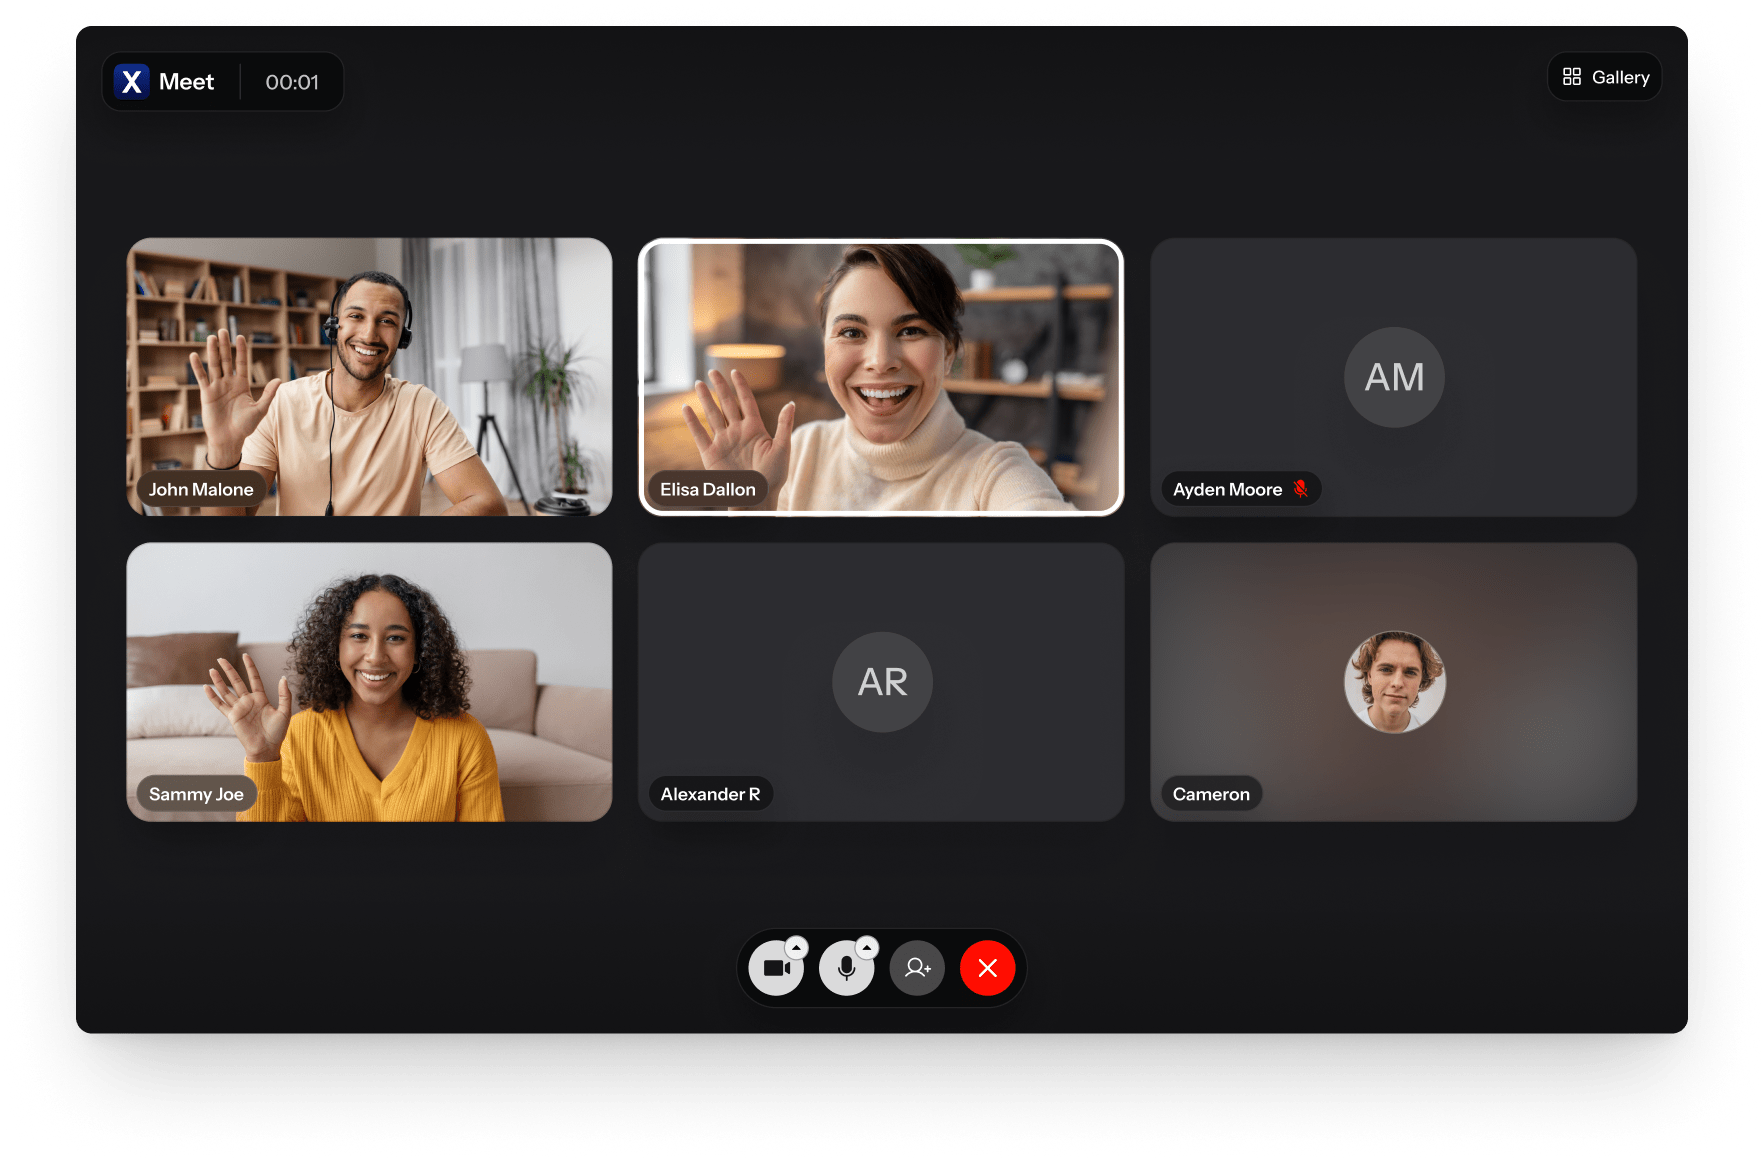 X Meet 00:01
Gallery
John Malone
Elisa Dallon
AM
Ayden Moore
Sammy Joe
AR
Alexander R
Cameron